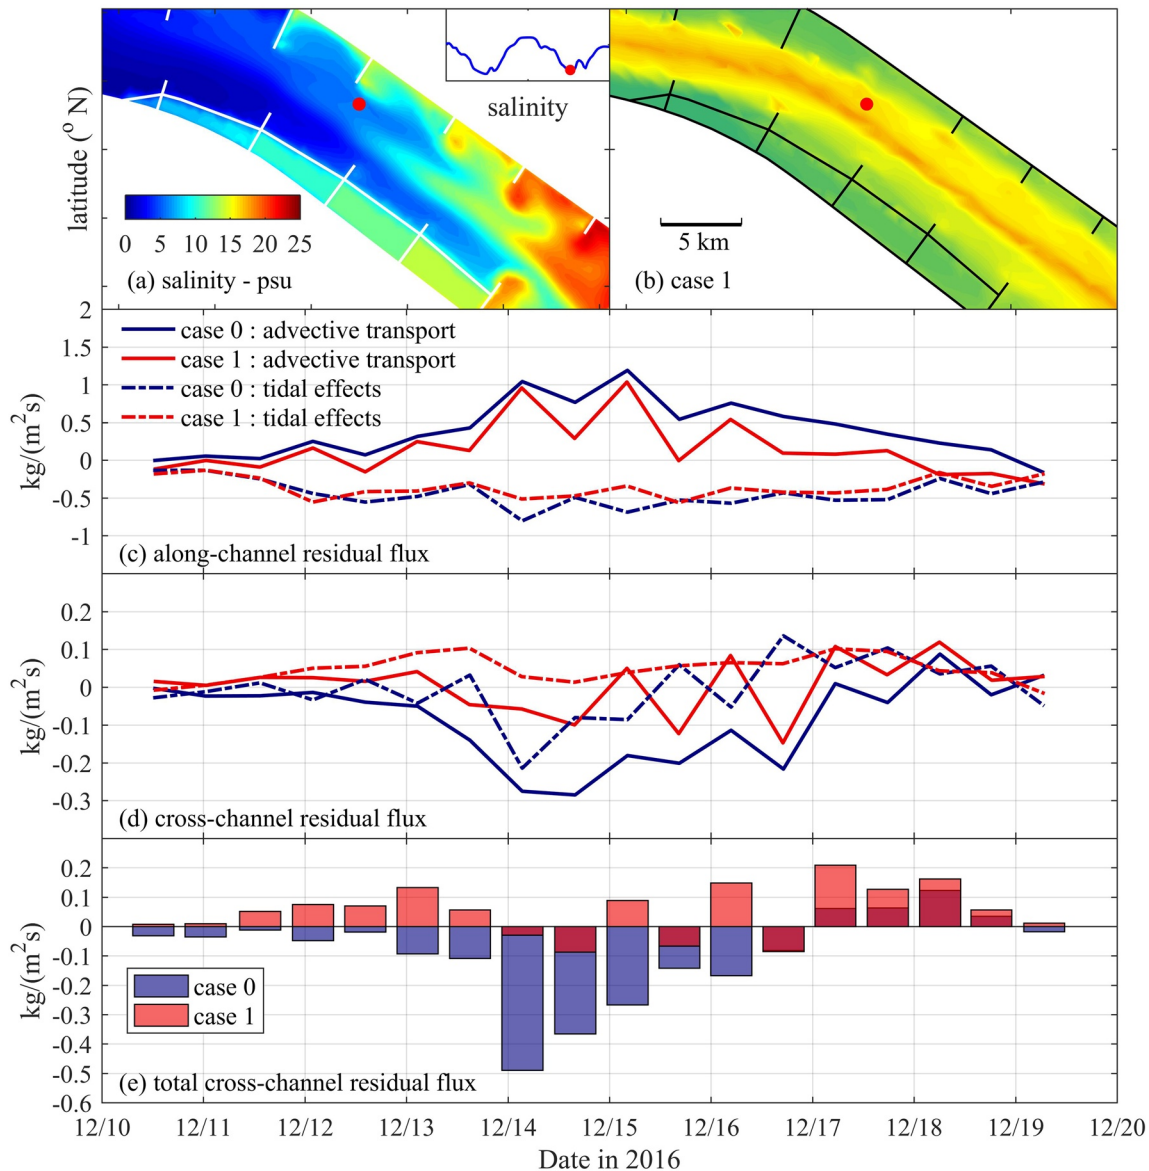 latitude (° N)
salinity
0 5 10 15 20 25
(a) salinity - psu
5 km
(b) case 1
2
1.5
1
0.5
0
-0.5
-1
kg/(m² s)
case 0 : advective transport
case 1 : advective transport
case 0 : tidal effects
case 1 : tidal effects
(c) along-channel residual flux
0.2
0.1
0
-0.1
-0.2
-0.3
kg/(m² s)
(d) cross-channel residual flux
0.2
0.1
0
-0.1
-0.2
-0.3
-0.4
-0.5
-0.6
kg/(m² s)
case 0
case 1
(e) total cross-channel residual flux
12/10 12/11 12/12 12/13 12/14 12/15 12/16 12/17 12/18 12/19 12/20
Date in 2016